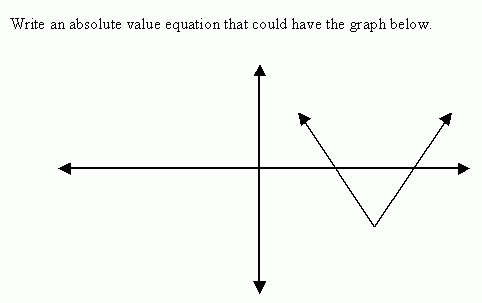 Write an absolute value equation that could have the graph below.